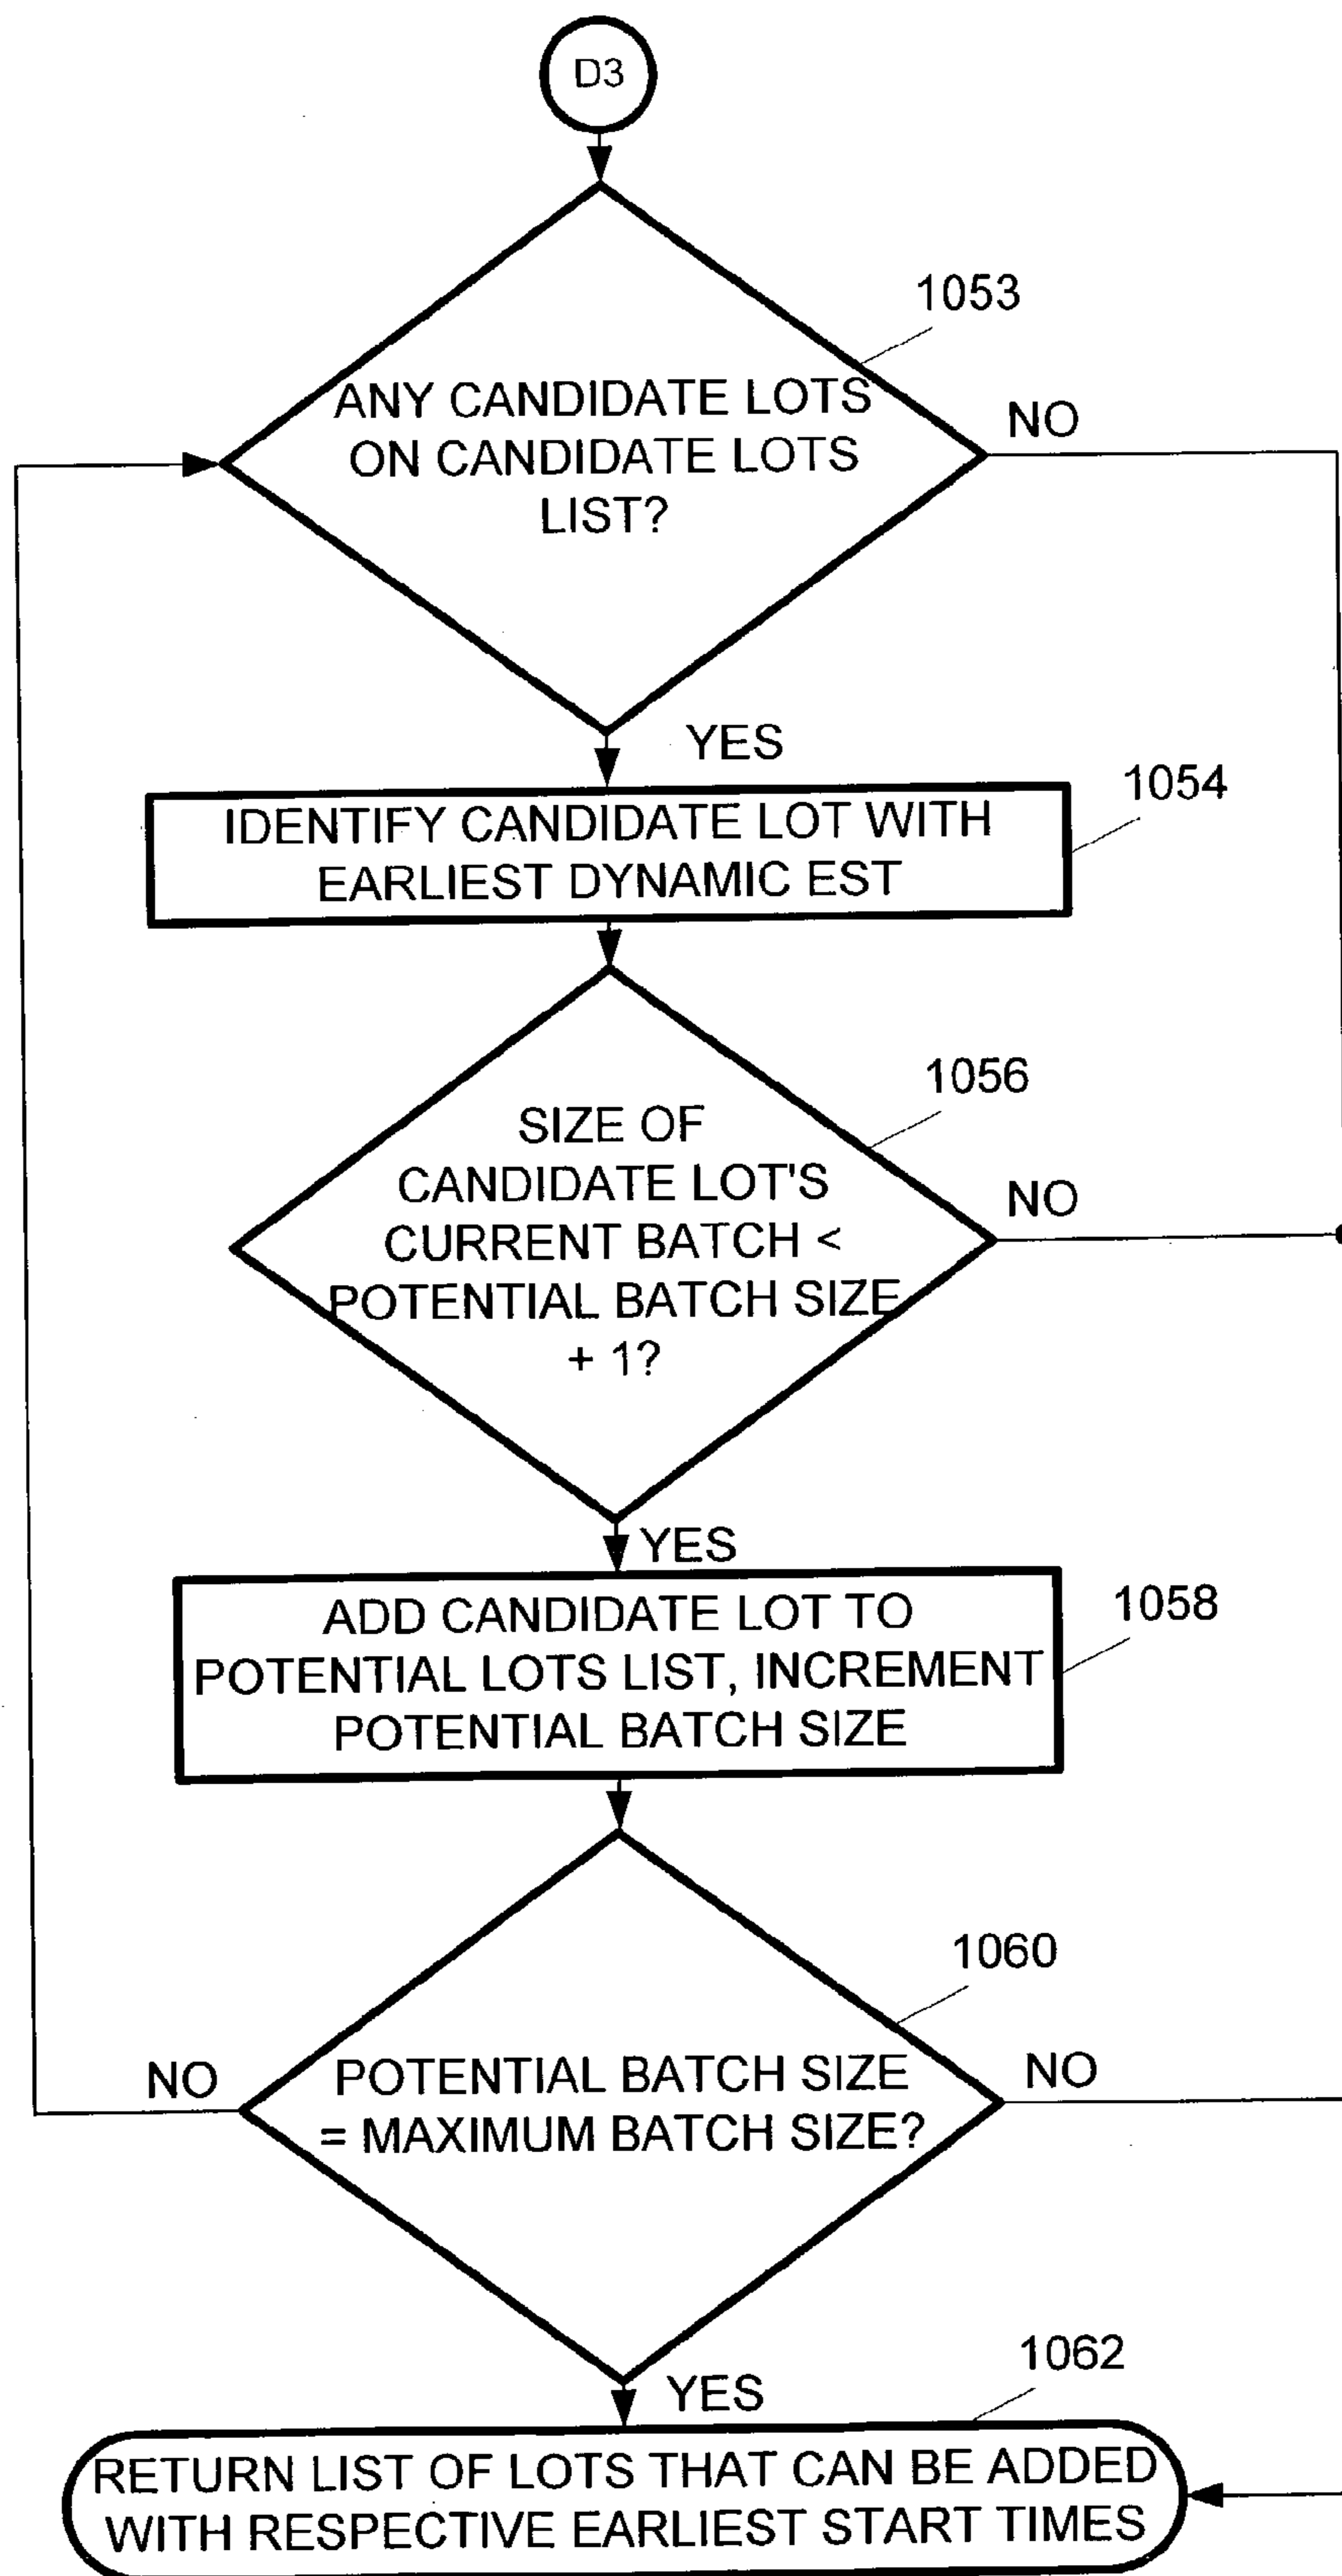 D3
1053
ANY CANDIDATE LOTS
ON CANDIDATE LOTS
LIST?
NO
YES
1054
IDENTIFY CANDIDATE LOT WITH
EARLIEST DYNAMIC EST
1056
SIZE OF
CANDIDATE LOT'S
CURRENT BATCH <
POTENTIAL BATCH SIZE
+ 1?
NO
YES
1058
ADD CANDIDATE LOT TO
POTENTIAL LOTS LIST, INCREMENT
POTENTIAL BATCH SIZE
1060
NO
POTENTIAL BATCH SIZE
= MAXIMUM BATCH SIZE?
NO
YES
1062
RETURN LIST OF LOTS THAT CAN BE ADDED
WITH RESPECTIVE EARLIEST START TIMES